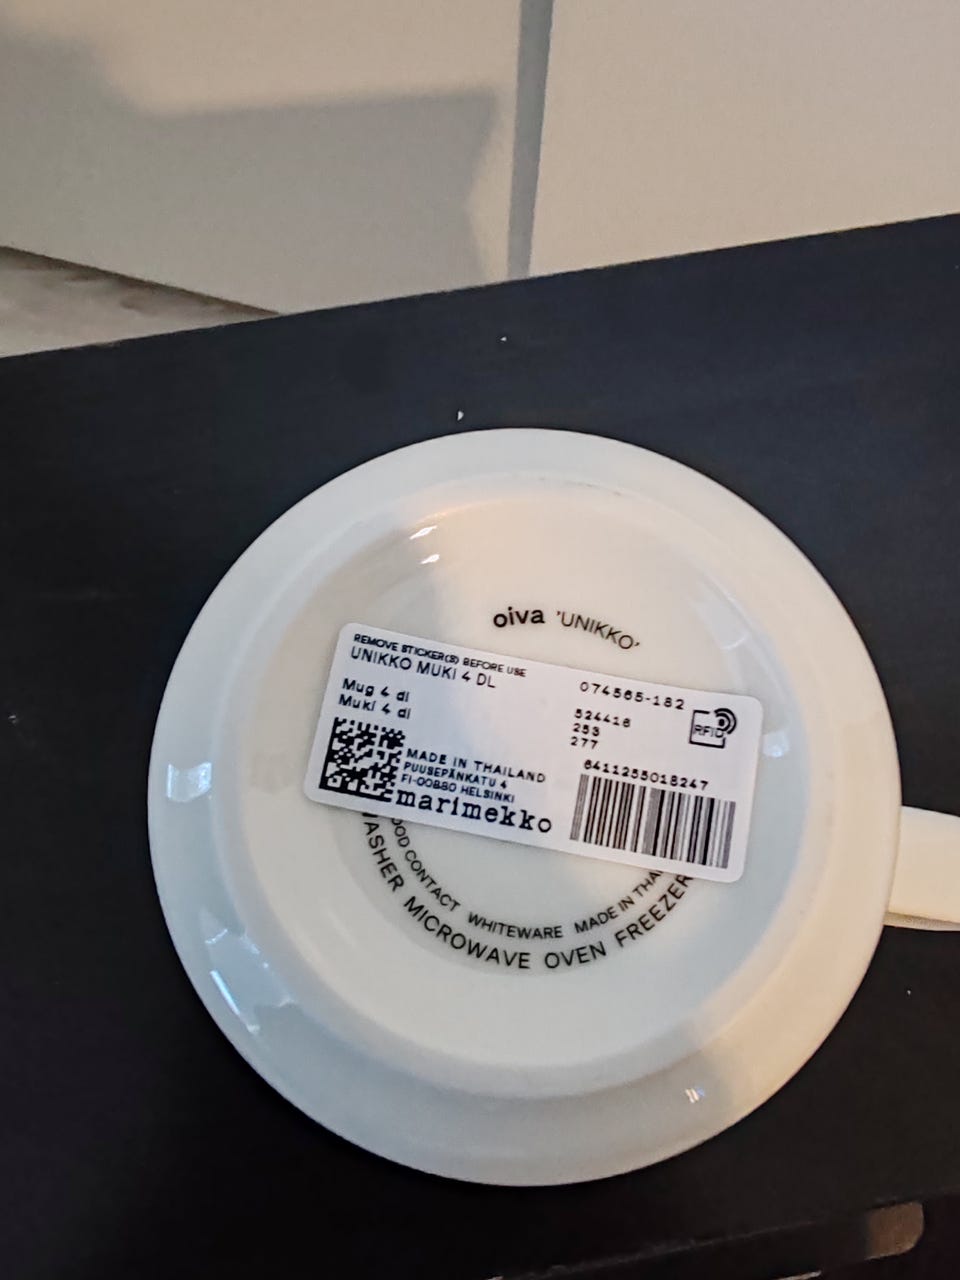 oiva 'UNIKKO'
REMOVE STICKER(S) BEFORE USE
UNIKKO MUKI 4 DL
074565-182
Mug 4 dl
Muki 4 dl
524416
253
277
RFID
MADE IN THAILAND
PUUSEPÄNKATU 4
FI-00880 HELSINKI
marimekko
6411255018247
OOD CONTACT WHITEWARE MADE IN THAI
WASHER MICROWAVE OVEN FREEZER